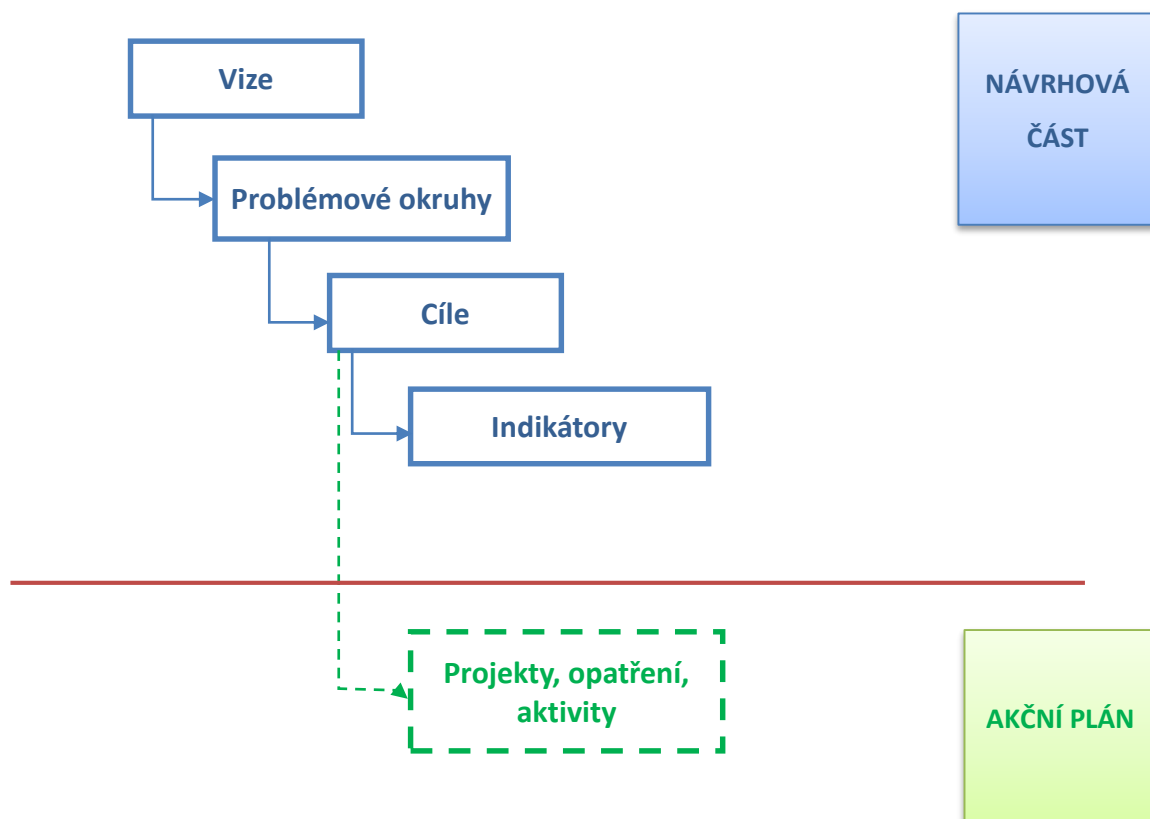 Vize
NÁVRHOVÁ
ČÁST
Problémové okruhy
Cíle
Indikátory
Projekty, opatření,
aktivity
AKČNÍ PLÁN